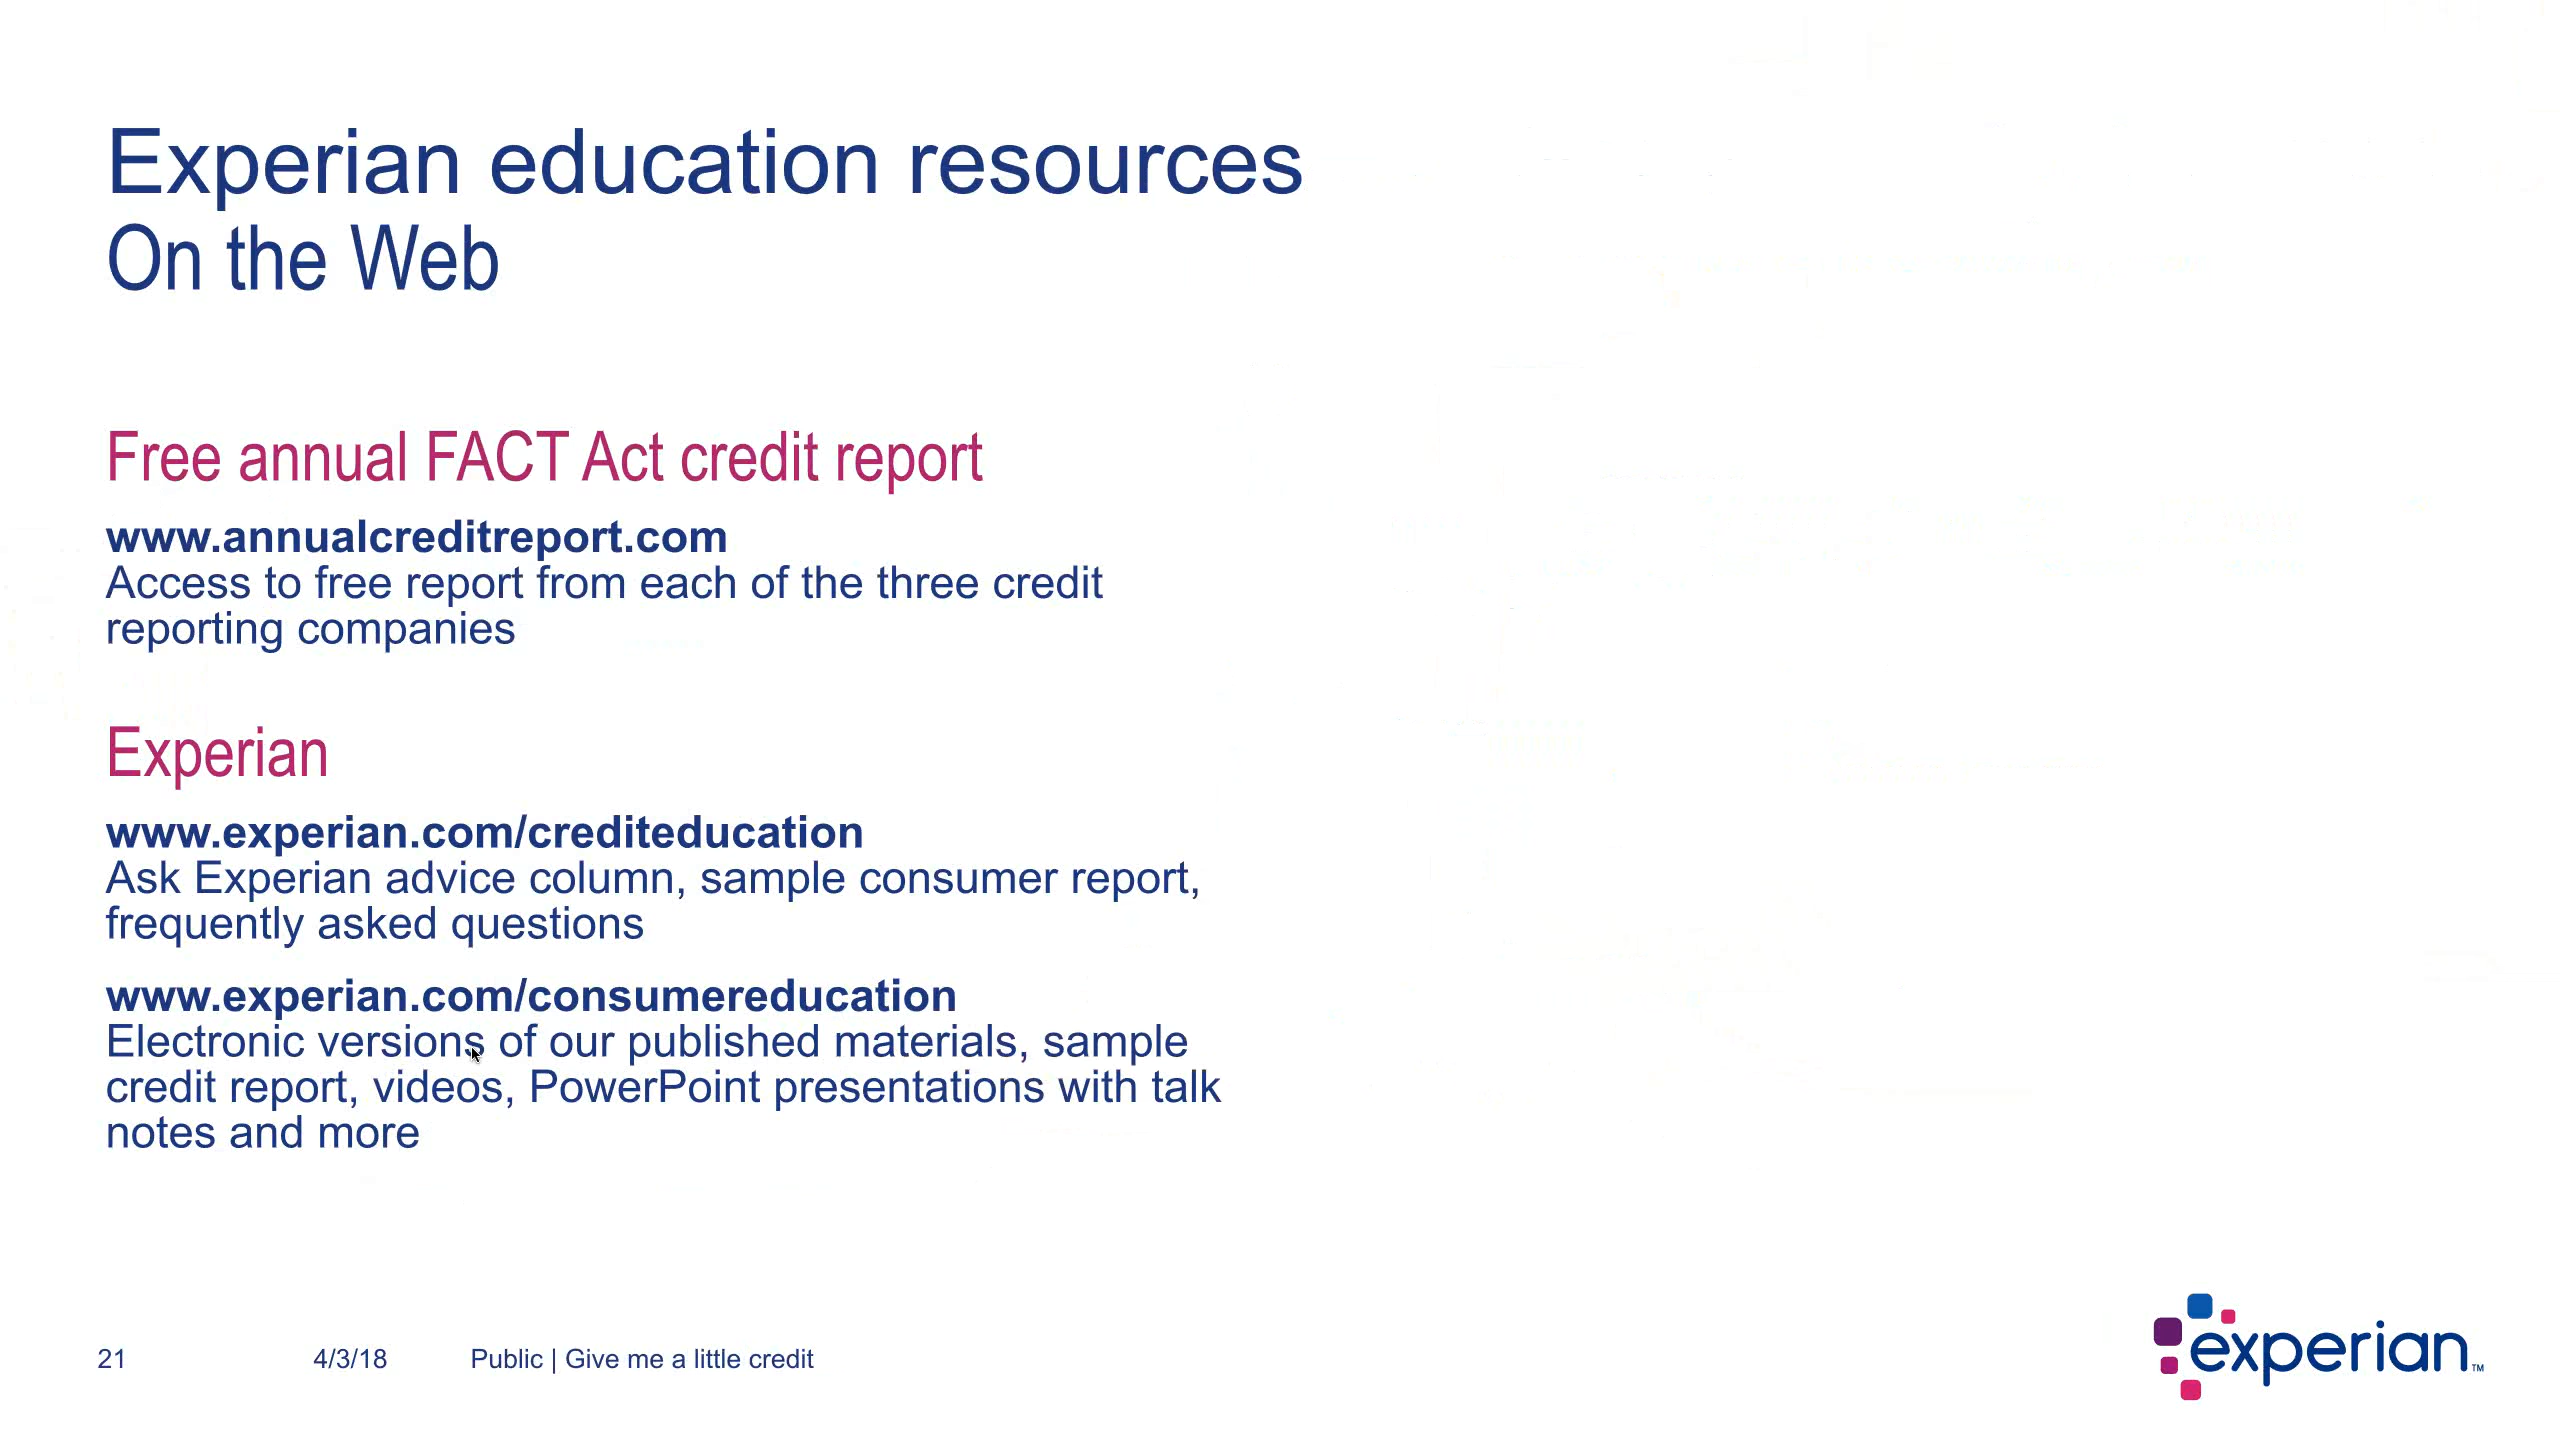 Experian education resources
On the Web
Free annual FACT Act credit report
www.annualcreditreport.com
Access to free report from each of the three credit
reporting companies
Experian
www.experian.com/crediteducation
Ask Experian advice column, sample consumer report,
frequently asked questions
www.experian.com/consumereducation
Electronic versions of our published materials, sample
credit report, videos, PowerPoint presentations with talk
notes and more
21 4/3/18 Public | Give me a little credit
experian™